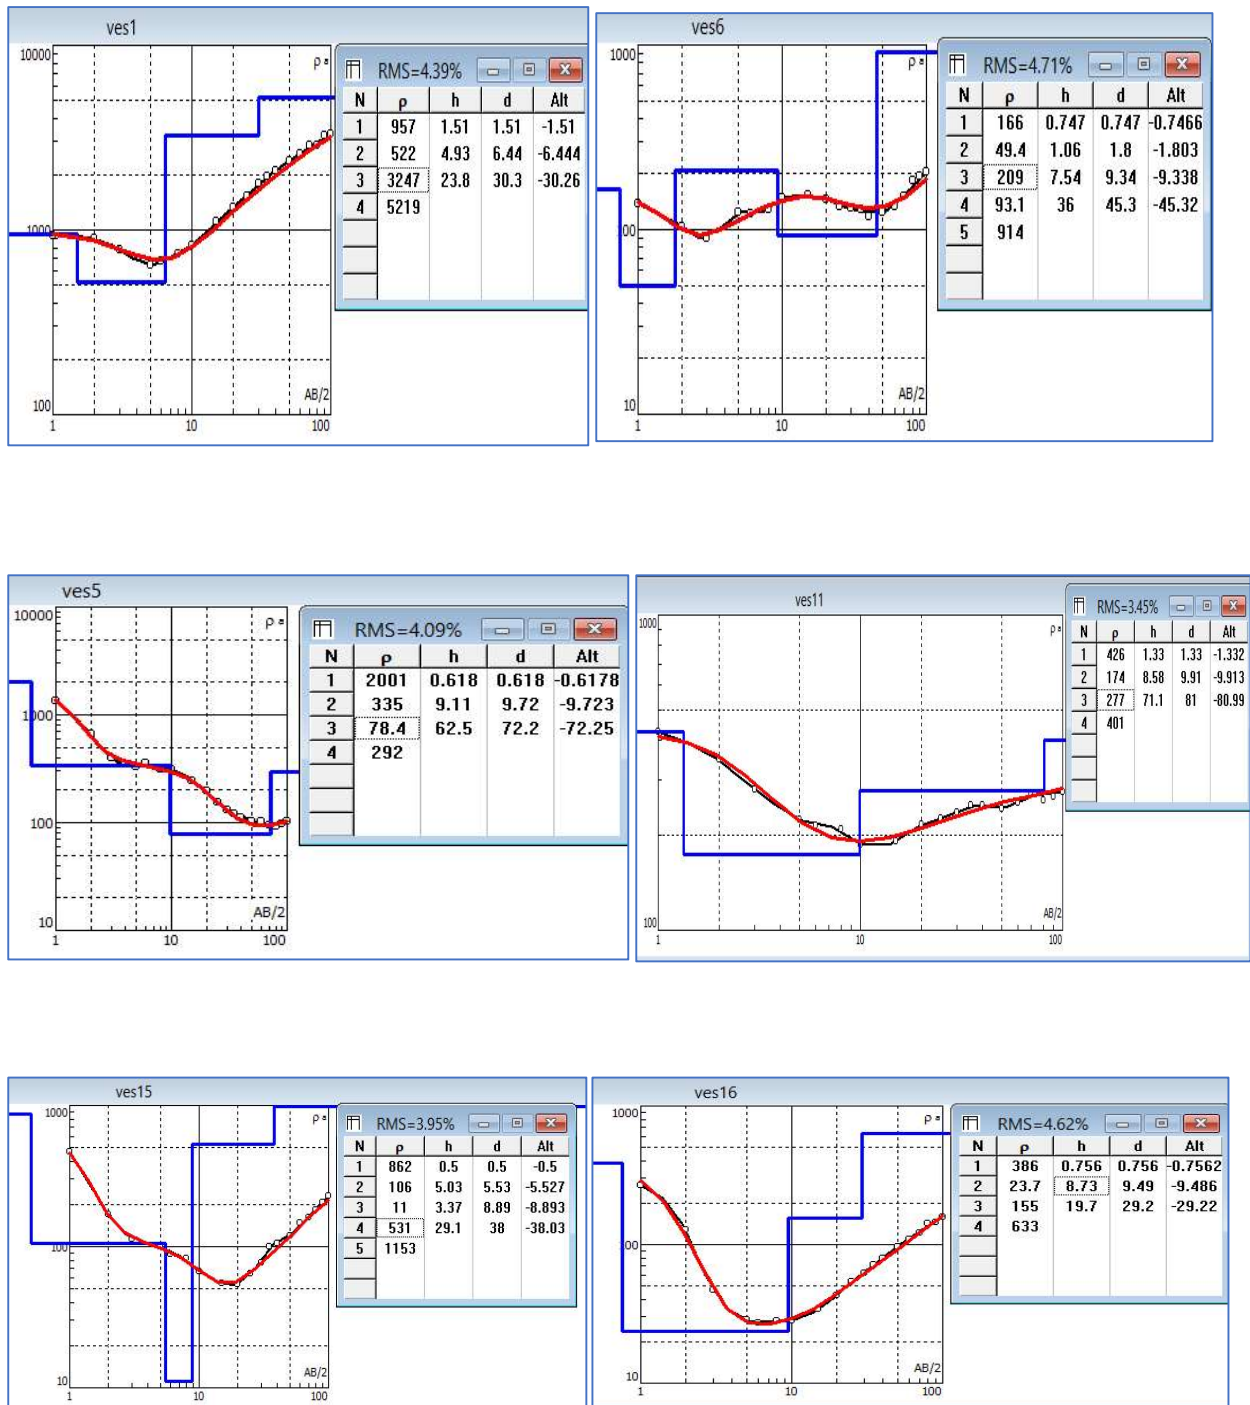 ves1
10000
ρ a
1000
100
AB/2
1 10 100
RMS=4.39%
N ρ h d Alt
1 957 1.51 1.51 -1.51
2 522 4.93 6.44 -6.444
3 3247 23.8 30.3 -30.26
4 5219
ves6
1000
ρ a
00
10
AB/2
1 10 100
RMS=4.71%
N ρ h d Alt
1 166 0.747 0.747 -0.7466
2 49.4 1.06 1.8 -1.803
3 209 7.54 9.34 -9.338
4 93.1 36 45.3 -45.32
5 914
ves5
10000
ρ a
1000
100
10
AB/2
1 10 100
RMS=4.09%
N ρ h d Alt
1 2001 0.618 0.618 -0.6178
2 335 9.11 9.72 -9.723
3 78.4 62.5 72.2 -72.25
4 292
ves11
1000
ρ a
100
AB/2
1 10 100
RMS=3.45%
N ρ h d Alt
1 426 1.33 1.33 -1.332
2 174 8.58 9.91 -9.913
3 277 71.1 81 -80.99
4 401
ves15
1000
ρ a
100
10
AB/2
1 10 100
RMS=3.95%
N ρ h d Alt
1 862 0.5 0.5 -0.5
2 106 5.03 5.53 -5.527
3 11 3.37 8.89 -8.893
4 531 29.1 38 -38.03
5 1153
ves16
1000
ρ a
100
10
AB/2
1 10 100
RMS=4.62%
N ρ h d Alt
1 386 0.756 0.756 -0.7562
2 23.7 8.73 9.49 -9.486
3 155 19.7 29.2 -29.22
4 633